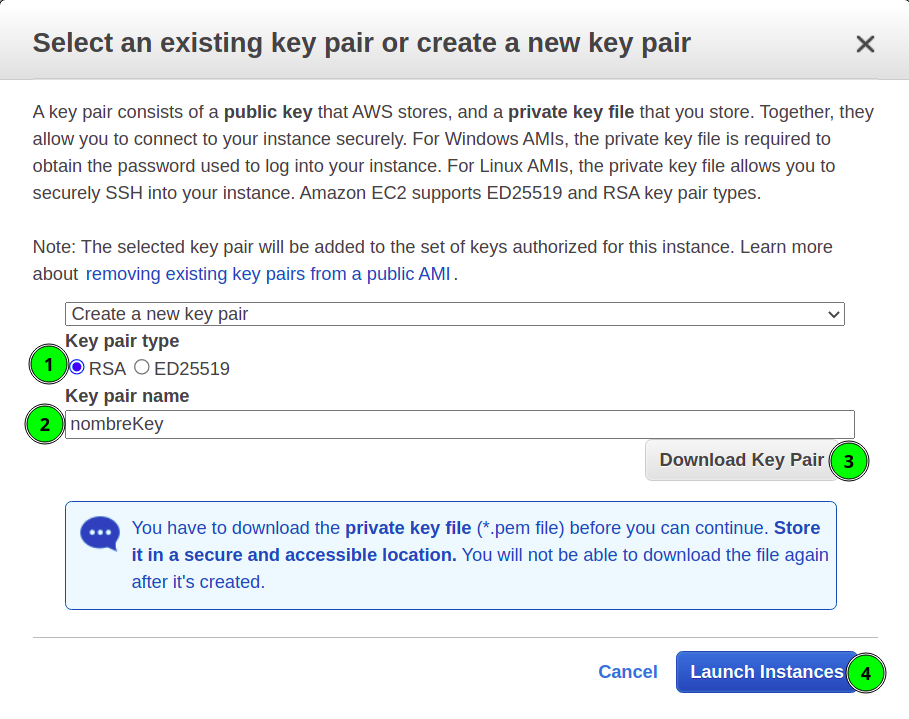 Select an existing key pair or create a new key pair
A key pair consists of a public key that AWS stores, and a private key file that you store. Together, they
allow you to connect to your instance securely. For Windows AMIs, the private key file is required to
obtain the password used to log into your instance. For Linux AMIs, the private key file allows you to
securely SSH into your instance. Amazon EC2 supports ED25519 and RSA key pair types.
Note: The selected key pair will be added to the set of keys authorized for this instance. Learn more
about removing existing key pairs from a public AMI .
Create a new key pair
Key pair type
1 RSA ED25519
Key pair name
2 nombreKey
Download Key Pair 3
You have to download the private key file (*.pem file) before you can continue. Store
it in a secure and accessible location. You will not be able to download the file again
after it's created.
Cancel Launch Instances 4